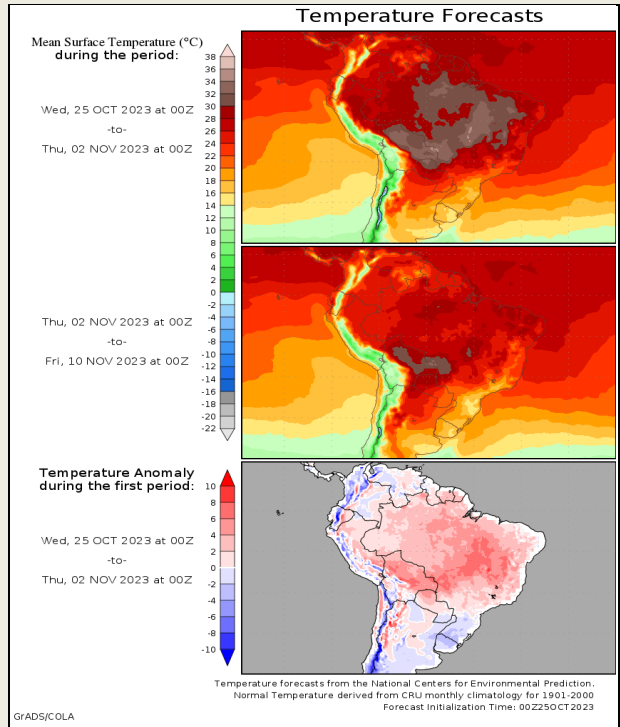 Temperature Forecasts
Mean Surface Temperature (°C)
during the period:
Wed, 25 OCT 2023 at 00Z
-to-
Thu, 02 NOV 2023 at 00Z
38
36
34
32
30
28
26
24
22
20
18
16
14
12
10
8
6
4
2
0
-2
-4
-6
-8
-10
-12
-14
-16
-18
-20
-22
Thu, 02 NOV 2023 at 00Z
-to-
Fri, 10 NOV 2023 at 00Z
Temperature Anomaly
during the first period:
Wed, 25 OCT 2023 at 00Z
-to-
Thu, 02 NOV 2023 at 00Z
10
8
6
4
2
0
-2
-4
-6
-8
-10
Temperature forecasts from the National Centers for Environmental Prediction.
Normal Temperature derived from CRU monthly climatology for 1901-2000
Forecast Initialization Time: 00Z25OCT2023
GrADS/COLA